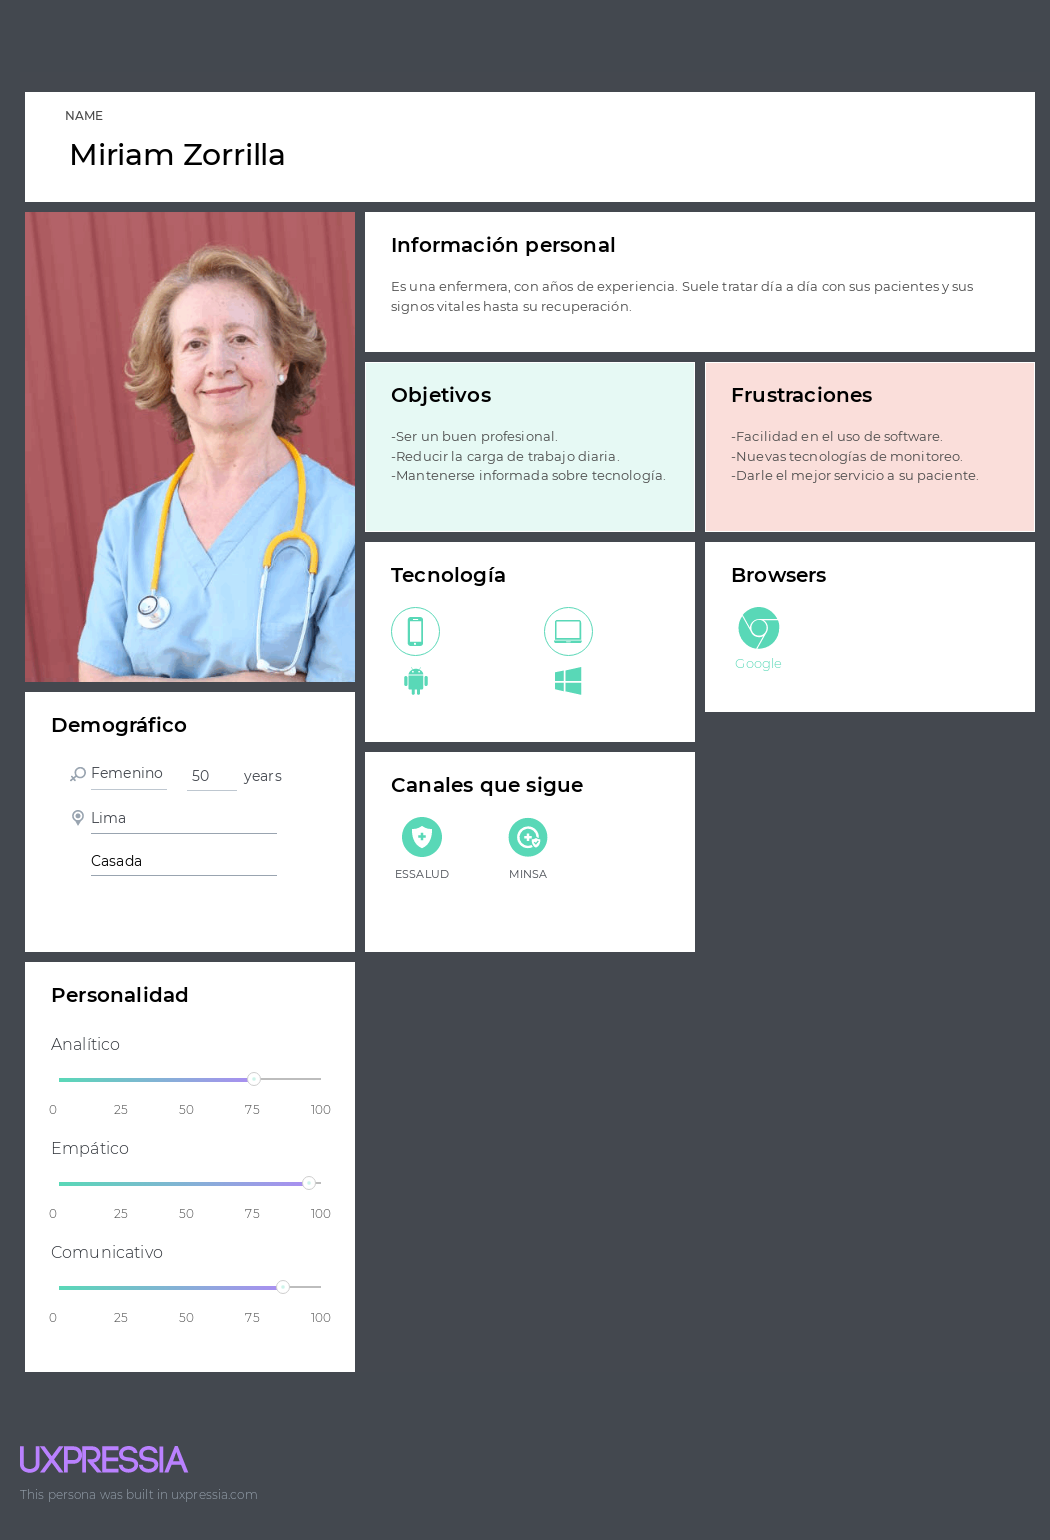 NAME
Miriam Zorrilla
Información personal
Es una enfermera, con años de experiencia. Suele tratar día a día con sus pacientes y sus
signos vitales hasta su recuperación.
Objetivos
-Ser un buen profesional.
-Reducir la carga de trabajo diaria.
-Mantenerse informada sobre tecnología.
Frustraciones
-Facilidad en el uso de software.
-Nuevas tecnologías de monitoreo.
-Darle el mejor servicio a su paciente.
Tecnología
Browsers
Google
Demográfico
Femenino 50 years
Lima
Casada
Canales que sigue
ESSALUD MINSA
Personalidad
Analítico
0 25 50 75 100
Empático
0 25 50 75 100
Comunicativo
0 25 50 75 100
UXPRESSIA
This persona was built in uxpressia.com